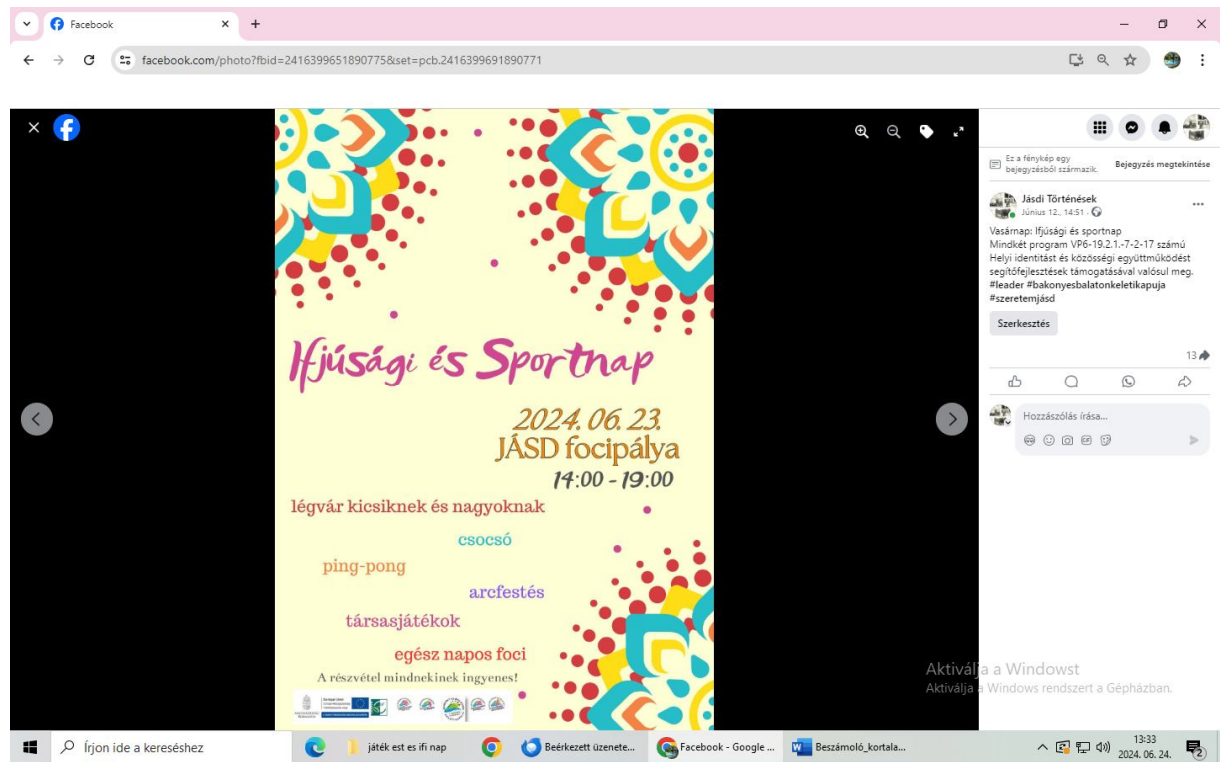 Facebook
facebook.com/photo?fbid=2416399651890775&set=pcb.2416399691890771
Ifjúsági és Sportnap
2024. 06. 23.
JÁSD focipálya
14:00 - 19:00
légvár kicsiknek és nagyoknak
csocsó
ping-pong
arcfestés
társasjátékok
egész napos foci
A részvétel mindnekinek ingyenes!
Ez a fénykép egy
bejegyzésből származik.
Bejegyzés megtekintése
Jásdi Történések
Június 12., 14:51 ·
Vasárnap: Ifjúsági és sportnap
Mindkét program VP6-19.2.1.-7-2-17 számú
Helyi identitást és közösségi együttműködést
segítőfejlesztések támogatásával valósul meg.
#leader #bakonyesbalatonkeletikapuja
#szeretemjásd
Szerkesztés
13
Hozzászólás írása...
GIF
Aktiválja a Windowst
Aktiválja a Windows rendszert a Gépházban.
Írjon ide a kereséshez
játék est es ifi nap
Beérkezett üzenete...
Facebook - Google ...
Beszámoló_kortala...
13:33
2024. 06. 24.
2